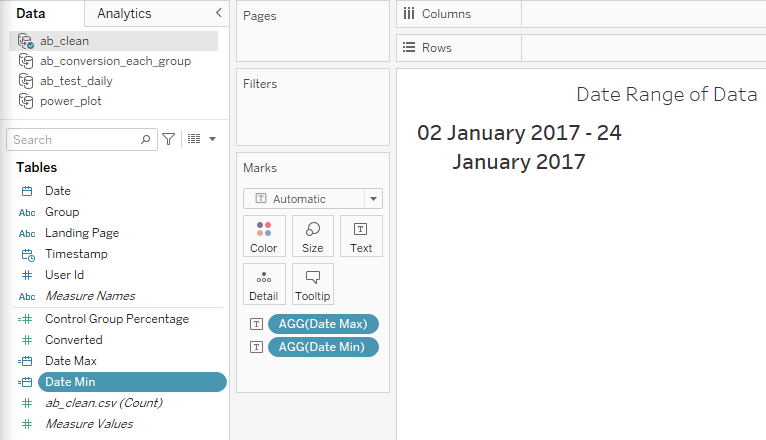 Data
Analytics
ab_clean
ab_conversion_each_group
ab_test_daily
power_plot
Search
Tables
Date
Abc Group
Abc Landing Page
Timestamp
# User Id
Abc Measure Names
=# Control Group Percentage
# Converted
Date Max
Date Min
# ab_clean.csv (Count)
# Measure Values
Pages
Filters
Marks
T Automatic
Color
Size
T Text
Detail
Tooltip
T AGG(Date Max)
T AGG(Date Min)
Columns
Rows
Date Range of Data
02 January 2017 - 24
January 2017